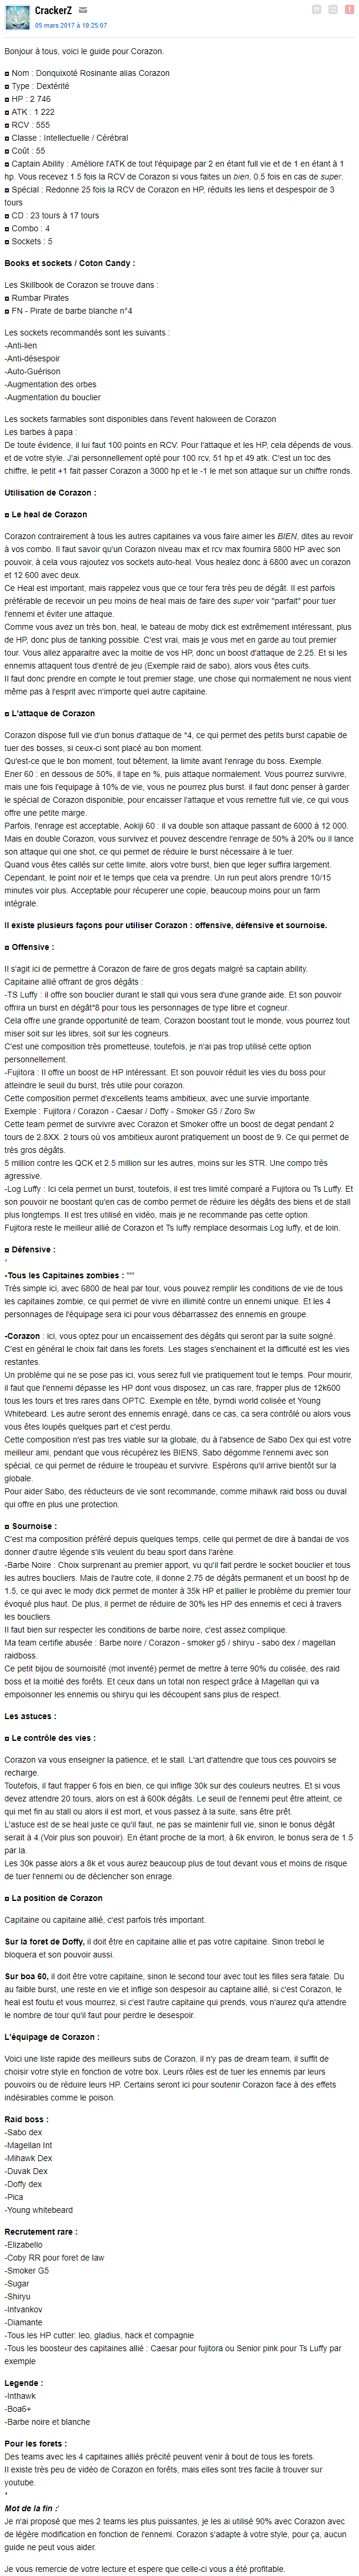 CrackerZ
05 mars 2017 à 19:25:07
Bonjour à tous, voici le guide pour Corazon.
◘ Nom : Donquixoté Rosinante alias Corazon
◘ Type : Dextérité
◘ HP : 2 746
◘ ATK : 1 222
◘ RCV : 555
◘ Classe : Intellectuelle / Cérébral
◘ Coût : 55
◘ Captain Ability : Améliore l'ATK de tout l'équipage par 2 en étant full vie et de 1 en étant à 1
hp. Vous recevez 1.5 fois la RCV de Corazon si vous faites un bien, 0.5 fois en cas de super.
◘ Spécial : Redonne 25 fois la RCV de Corazon en HP, réduits les liens et despespoir de 3
tours
◘ CD : 23 tours à 17 tours
◘ Combo : 4
◘ Sockets : 5
Books et sockets / Coton Candy :
Les Skillbook de Corazon se trouve dans :
◘ Rumbar Pirates
◘ FN - Pirate de barbe blanche n°4
Les sockets recommandés sont les suivants :
-Anti-lien
-Anti-désespoir
-Auto-Guérison
-Augmentation des orbes
-Augmentation du bouclier
Les sockets farmables sont disponibles dans l'event haloween de Corazon
Les barbes à papa :
De toute évidence, il lui faut 100 points en RCV. Pour l'attaque et les HP, cela dépends de vous.
et de votre style. J'ai personnellement opté pour 100 rcv, 51 hp et 49 atk. C'est un toc des
chiffre, le petit +1 fait passer Corazon a 3000 hp et le -1 le met son attaque sur un chiffre ronds.
Utilisation de Corazon :
◘ Le heal de Corazon
Corazon contrairement à tous les autres capitaines va vous faire aimer les BIEN, dites au revoir
à vos combo. Il faut savoir qu'un Corazon niveau max et rcv max fournira 5800 HP avec son
pouvoir, à cela vous rajoutez vos sockets auto-heal. Vous healez donc à 6800 avec un corazon
et 12 600 avec deux.
Ce Heal est important, mais rappelez vous que ce tour fera très peu de dégât. Il est parfois
préférable de recevoir un peu moins de heal mais de faire des super voir "parfait" pour tuer
l'ennemi et éviter une attaque.
Comme vous avez un très bon, heal, le bateau de moby dick est extrêmement intéressant, plus
de HP, donc plus de tanking possible. C'est vrai, mais je vous met en garde au tout premier
tour. Vous allez apparaitre avec la moitie de vos HP, donc un boost d'attaque de 2.25. Et si les
ennemis attaquent tous d'entré de jeu (Exemple raid de sabo), alors vous êtes cuits.
Il faut donc prendre en compte le tout premier stage, une chose qui normalement ne nous vient
même pas à l'esprit avec n'importe quel autre capitaine.
◘ L'attaque de Corazon
Corazon dispose full vie d'un bonus d'attaque de *4, ce qui permet des petits burst capable de
tuer des bosses, si ceux-ci sont placé au bon moment.
Qu'est-ce que le bon moment, tout bêtement, la limite avant l'enrage du boss. Exemple.
Ener 60 : en dessous de 50%, il tape en %, puis attaque normalement. Vous pourrez survivre,
mais une fois l'equipage à 10% de vie, vous ne pourrez plus burst. il faut donc penser à garder
le spécial de Corazon disponible, pour encaisser l'attaque et vous remettre full vie, ce qui vous
offre une petite marge.
Parfois, l'enrage est acceptable, Aokiji 60 : il va double son attaque passant de 6000 à 12 000.
Mais en double Corazon, vous survivez et pouvez descendre l'enrage de 50% à 20% ou il lance
son attaque qui one shot, ce qui permet de réduire le burst nécessaire à le tuer.
Quand vous êtes callés sur cette limite, alors votre burst, bien que leger suffira largement.
Cependant, le point noir et le temps que cela va prendre. Un run peut alors prendre 10/15
minutes voir plus. Acceptable pour récuperer une copie, beaucoup moins pour un farm
intégrale.
Il existe plusieurs façons pour utiliser Corazon : offensive, défensive et sournoise.
◘ Offensive :
Il s'agit ici de permettre à Corazon de faire de gros degats malgré sa captain ability.
Capitaine allié offrant de gros dégâts :
-TS Luffy : il offre son bouclier durant le stall qui vous sera d'une grande aide. Et son pouvoir
offrira un burst en dégât*8 pour tous les personnages de type libre et cogneur.
Cela offre une grande opportunité de team, Corazon boostant tout le monde, vous pourrez tout
miser soit sur les libres, soit sur les cogneurs.
C'est une composition très prometteuse, toutefois, je n'ai pas trop utilisé cette option
personnellement.
-Fujitora : Il offre un boost de HP intéressant. Et son pouvoir réduit les vies du boss pour
atteindre le seuil du burst, très utile pour corazon.
Cette composition permet d'excellents teams ambitieux, avec une survie importante.
Exemple : Fujitora / Corazon - Caesar / Doffy - Smoker G5 / Zoro Sw
Cette team permet de survivre avec Corazon et Smoker offre un boost de degat pendant 2
tours de 2.8XX. 2 tours où vos ambitieux auront pratiquement un boost de 9. Ce qui permet de
très gros dégâts.
5 million contre les QCK et 2.5 million sur les autres, moins sur les STR. Une compo très
agressive.
-Log Luffy : Ici cela permet un burst, toutefois, il est tres limité comparé a Fujitora ou Ts Luffy. Et
son pouvoir ne boostant qu'en cas de combo permet de réduire les dégâts des biens et de stall
plus longtemps. Il est tres utilisé en vidéo, mais je ne recommande pas cette option.
Fujitora reste le meilleur allié de Corazon et Ts luffy remplace desormais Log luffy, et de loin.
◘ Défensive :
*
-Tous les Capitaines zombies : ***
Très simple ici, avec 6800 de heal par tour, vous pouvez remplir les conditions de vie de tous
les capitaines zombie, ce qui permet de vivre en illimité contre un ennemi unique. Et les 4
personnages de l'équipage sera ici pour vous débarrassez des ennemis en groupe.
-Corazon : ici, vous optez pour un encaissement des dégâts qui seront par la suite soigné.
C'est en général le choix fait dans les forets. Les stages s'enchainent et la difficulté est les vies
restantes.
Un problème qui ne se pose pas ici, vous serez full vie pratiquement tout le temps. Pour mourir,
il faut que l'ennemi dépasse les HP dont vous disposez, un cas rare, frapper plus de 12k600
tous les tours et tres rares dans OPTC. Exemple en tête, byrndi world colisée et Young
Whitebeard. Les autre seront des ennemis enragé, dans ce cas, ca sera contrôlé ou alors vous
vous êtes loupés quelques part et c'est perdu.
Cette composition n'est pas tres viable sur la globale, du à l'absence de Sabo Dex qui est votre
meilleur ami, pendant que vous récupérez les BIENS, Sabo dégomme l'ennemi avec son
spécial, ce qui permet de réduire le troupeau et survivre. Espérons qu'il arrive bientôt sur la
globale.
Pour aider Sabo, des réducteurs de vie sont recommande, comme mihawk raid boss ou duval
qui offre en plus une protection.
◘ Sournoise :
C'est ma composition préféré depuis quelques temps, celle qui permet de dire à bandai de vos
donner d'autre légende s'ils veulent du beau sport dans l'arène.
-Barbe Noire : Choix surprenant au premier apport, vu qu'il fait perdre le socket bouclier et tous
les autres boucliers. Mais de l'autre cote, il donne 2.75 de dégâts permanent et un boost hp de
1.5, ce qui avec le mody dick permet de monter à 35k HP et pallier le problème du premier tour
évoqué plus haut. De plus, il permet de réduire de 30% les HP des ennemis et ceci à travers
les boucliers.
Il faut bien sur respecter les conditions de barbe noire, c'est assez complique.
Ma team certifie abusée : Barbe noire / Corazon - smoker g5 / shiryu - sabo dex / magellan
raidboss.
Ce petit bijou de sournoisité (mot inventé) permet de mettre à terre 90% du colisée, des raid
boss et la moitié des forêts. Et ceux dans un total non respect grâce à Magellan qui va
empoisonner les ennemis ou shiryu qui les découpent sans plus de respect.
Les astuces :
◘ Le contrôle des vies :
Corazon va vous enseigner la patience, et le stall. L'art d'attendre que tous ces pouvoirs se
recharge.
Toutefois, il faut frapper 6 fois en bien, ce qui inflige 30k sur des couleurs neutres. Et si vous
devez attendre 20 tours, alors on est à 600k dégâts. Le seuil de l'ennemi peut être atteint, ce
qui met fin au stall ou alors il est mort, et vous passez à la suite, sans être prêt.
L'astuce est de se heal juste ce qu'il faut, ne pas se maintenir full vie, sinon le bonus dégât
serait à 4.(Voir plus son pouvoir). En étant proche de la mort, à 6k environ, le bonus sera de 1.5
par la.
Les 30k passe alors a 8k et vous aurez beaucoup plus de tout devant vous et moins de risque
de tuer l'ennemi ou de déclencher son enrage.
◘ La position de Corazon
Capitaine ou capitaine allié, c'est parfois très important.
Sur la foret de Doffy, il doit être en capitaine allie et pas votre capitaine. Sinon trebol le
bloquera et son pouvoir aussi.
Sur boa 60, il doit être votre capitaine, sinon le second tour avec tout les filles sera fatale. Du
au faible burst, une reste en vie et inflige son despesoir au captaine allié, si c'est Corazon, le
heal est foutu et vous mourrez, si c'est l'autre capitaine qui prends, vous n'aurez qu'a attendre
le nombre de tour qu'il faut pour perdre le desespoir.
L'équipage de Corazon :
Voici une liste rapide des meilleurs subs de Corazon, il n'y pas de dream team, il suffit de
choisir votre style en fonction de votre box. Leurs rôles est de tuer les ennemis par leurs
pouvoirs ou de réduire leurs HP. Certains seront ici pour soutenir Corazon face à des effets
indésirables comme le poison.
Raid boss :
-Sabo dex
-Magellan Int
-Mihawk Dex
-Duvak Dex
-Doffy dex
-Pica
-Young whitebeard
Recrutement rare :
-Elizabello
-Coby RR pour foret de law
-Smoker G5
-Sugar
-Shiryu
-Intvankov
-Diamante
-Tous les HP cutter: leo, gladius, hack et compagnie
-Tous les boosteur des capitaines allié : Caesar pour fujitora ou Senior pink pour Ts Luffy par
exemple
Legende :
-Inthawk
-Boa6+
-Barbe noire et blanche
Pour les forets :
Des teams avec les 4 capitaines alliés précité peuvent venir à bout de tous les forets.
Il existe très peu de vidéo de Corazon en forêts, mais elles sont tres facile à trouver sur
youtube.
*
Mot de la fin :'
Je n'ai proposé que mes 2 teams les plus puissantes, je les ai utilisé 90% avec Corazon avec
de légère modification en fonction de l'ennemi. Corazon s'adapte à votre style, pour ça, aucun
guide ne peut vous aider.
Je vous remercie de votre lecture et espere que celle-ci vous a été profitable.